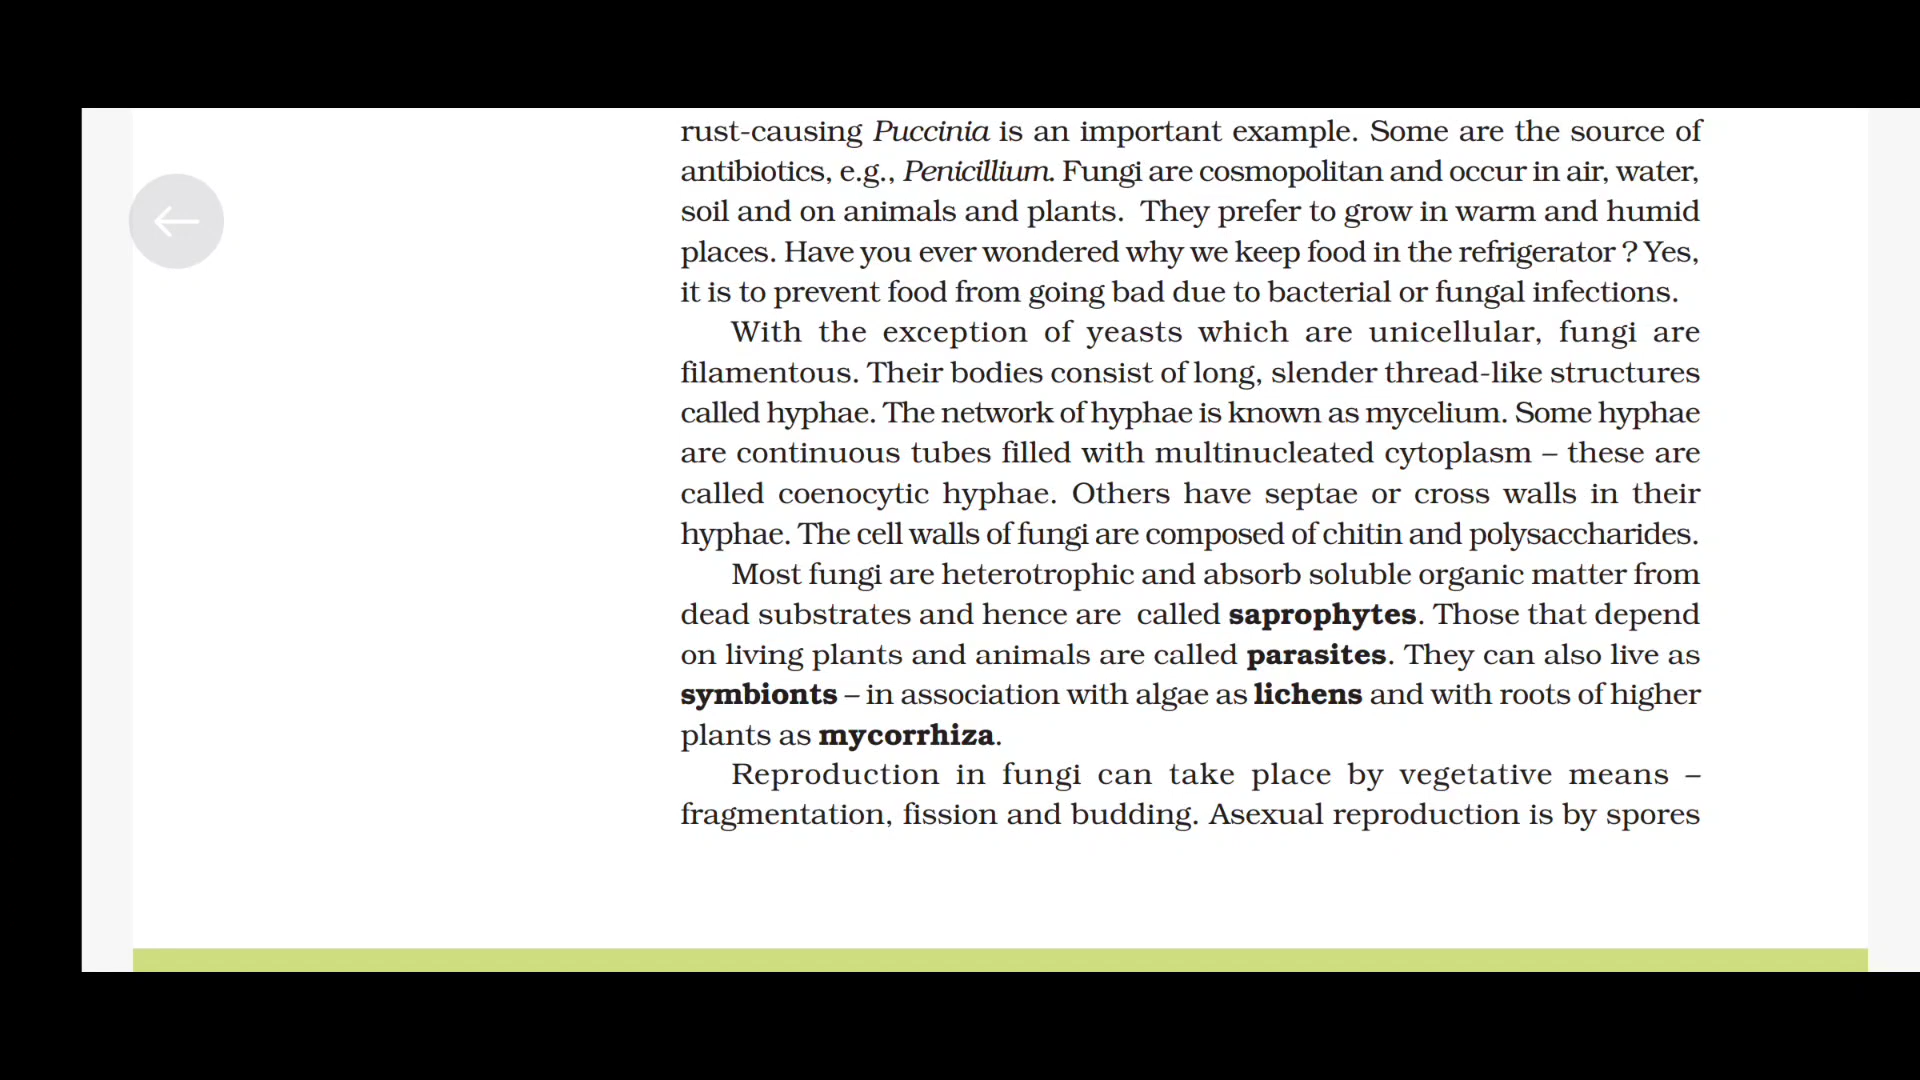 rust-causing Puccinia is an important example. Some are the source of
antibiotics, e.g., Penicillium. Fungi are cosmopolitan and occur in air, water,
soil and on animals and plants. They prefer to grow in warm and humid
places. Have you ever wondered why we keep food in the refrigerator ? Yes,
it is to prevent food from going bad due to bacterial or fungal infections.
With the exception of yeasts which are unicellular, fungi are
filamentous. Their bodies consist of long, slender thread-like structures
called hyphae. The network of hyphae is known as mycelium. Some hyphae
are continuous tubes filled with multinucleated cytoplasm – these are
called coenocytic hyphae. Others have septae or cross walls in their
hyphae. The cell walls of fungi are composed of chitin and polysaccharides.
Most fungi are heterotrophic and absorb soluble organic matter from
dead substrates and hence are called saprophytes. Those that depend
on living plants and animals are called parasites. They can also live as
symbionts – in association with algae as lichens and with roots of higher
plants as mycorrhiza.
Reproduction in fungi can take place by vegetative means –
fragmentation, fission and budding. Asexual reproduction is by spores